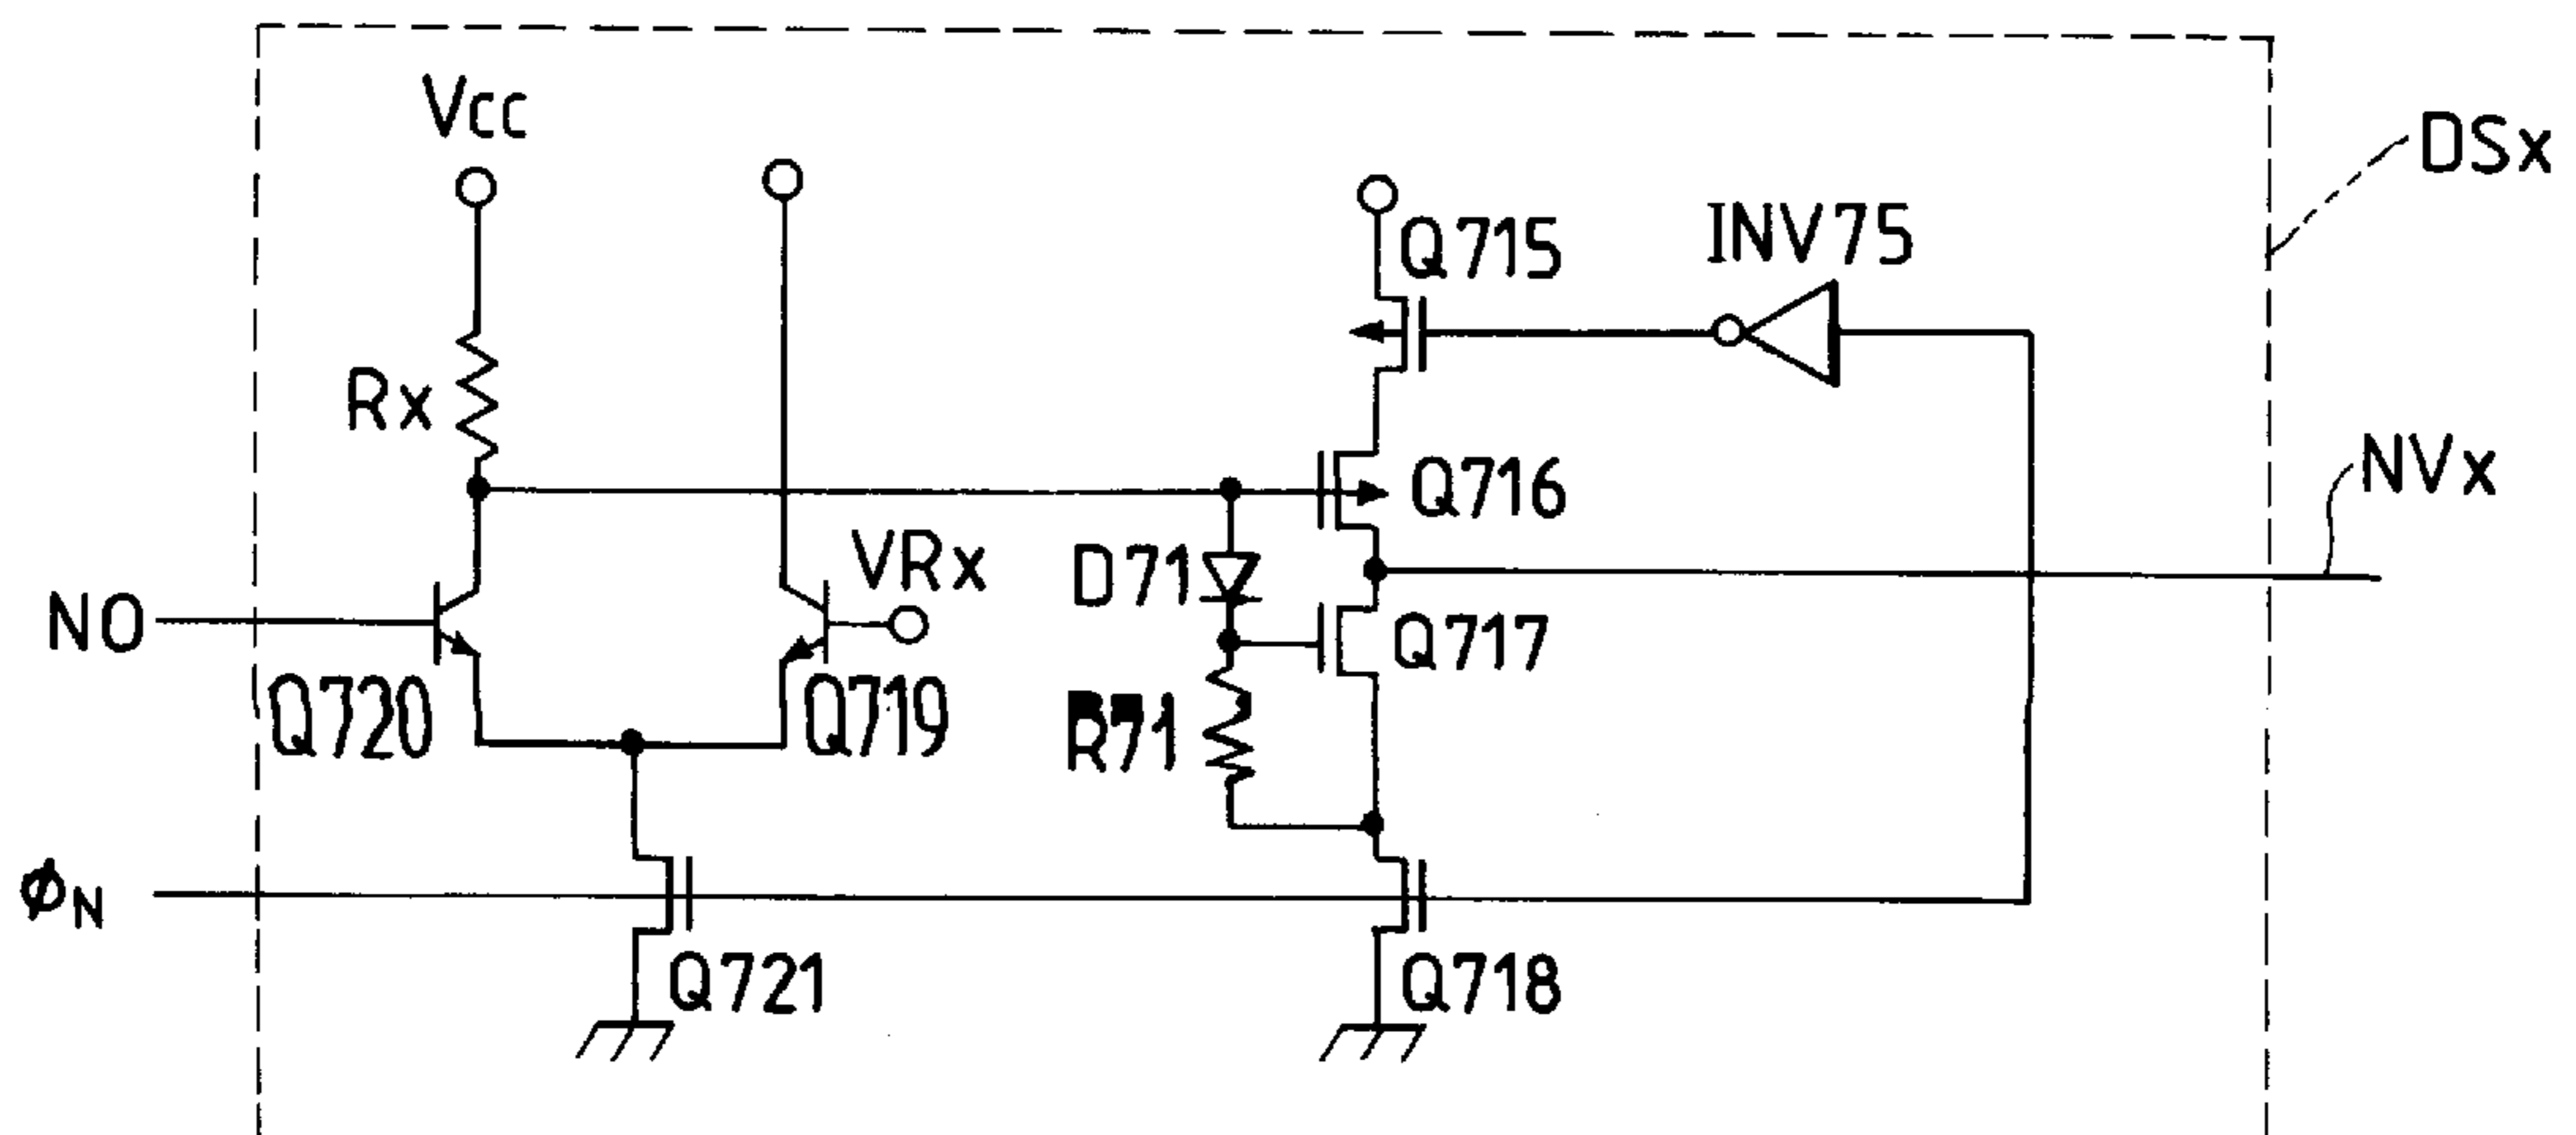 Vcc
DSx
Q715
INV75
Rx
NVx
Q716
VRx
D71
NO
Q717
Q720
Q719
R71
ϕN
Q721
Q718